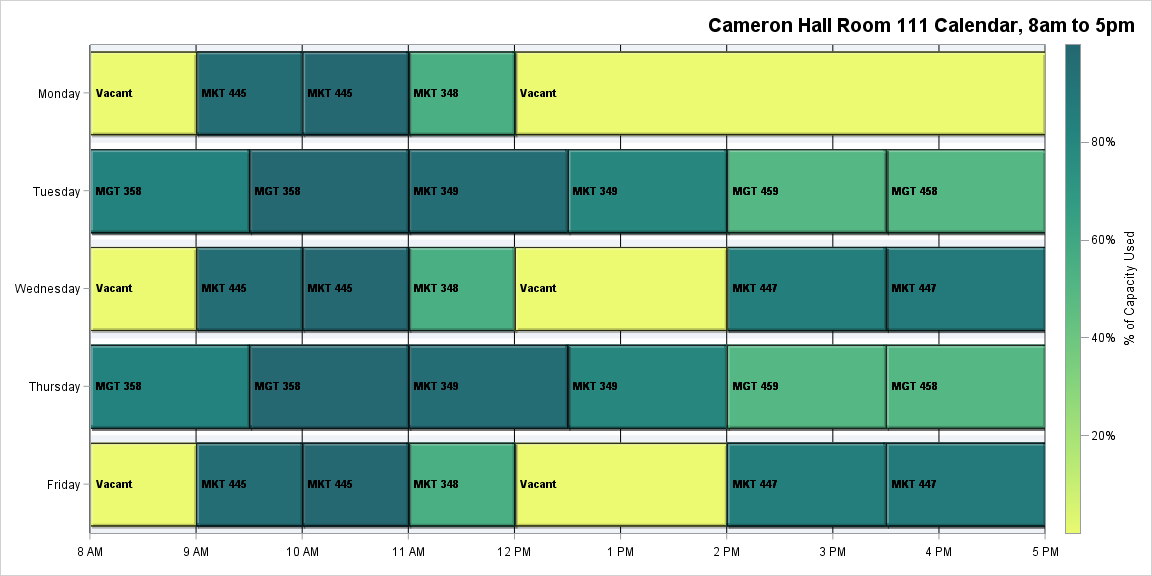 Cameron Hall Room 111 Calendar, 8am to 5pm
Monday
Vacant
MKT 445
MKT 445
MKT 348
Vacant
Tuesday
MGT 358
MGT 358
MKT 349
MKT 349
MGT 459
MGT 458
Wednesday
Vacant
MKT 445
MKT 445
MKT 348
Vacant
MKT 447
MKT 447
Thursday
MGT 358
MGT 358
MKT 349
MKT 349
MGT 459
MGT 458
Friday
Vacant
MKT 445
MKT 445
MKT 348
Vacant
MKT 447
MKT 447
8 AM
9 AM
10 AM
11 AM
12 PM
1 PM
2 PM
3 PM
4 PM
5 PM
80%
60%
40%
20%
% of Capacity Used